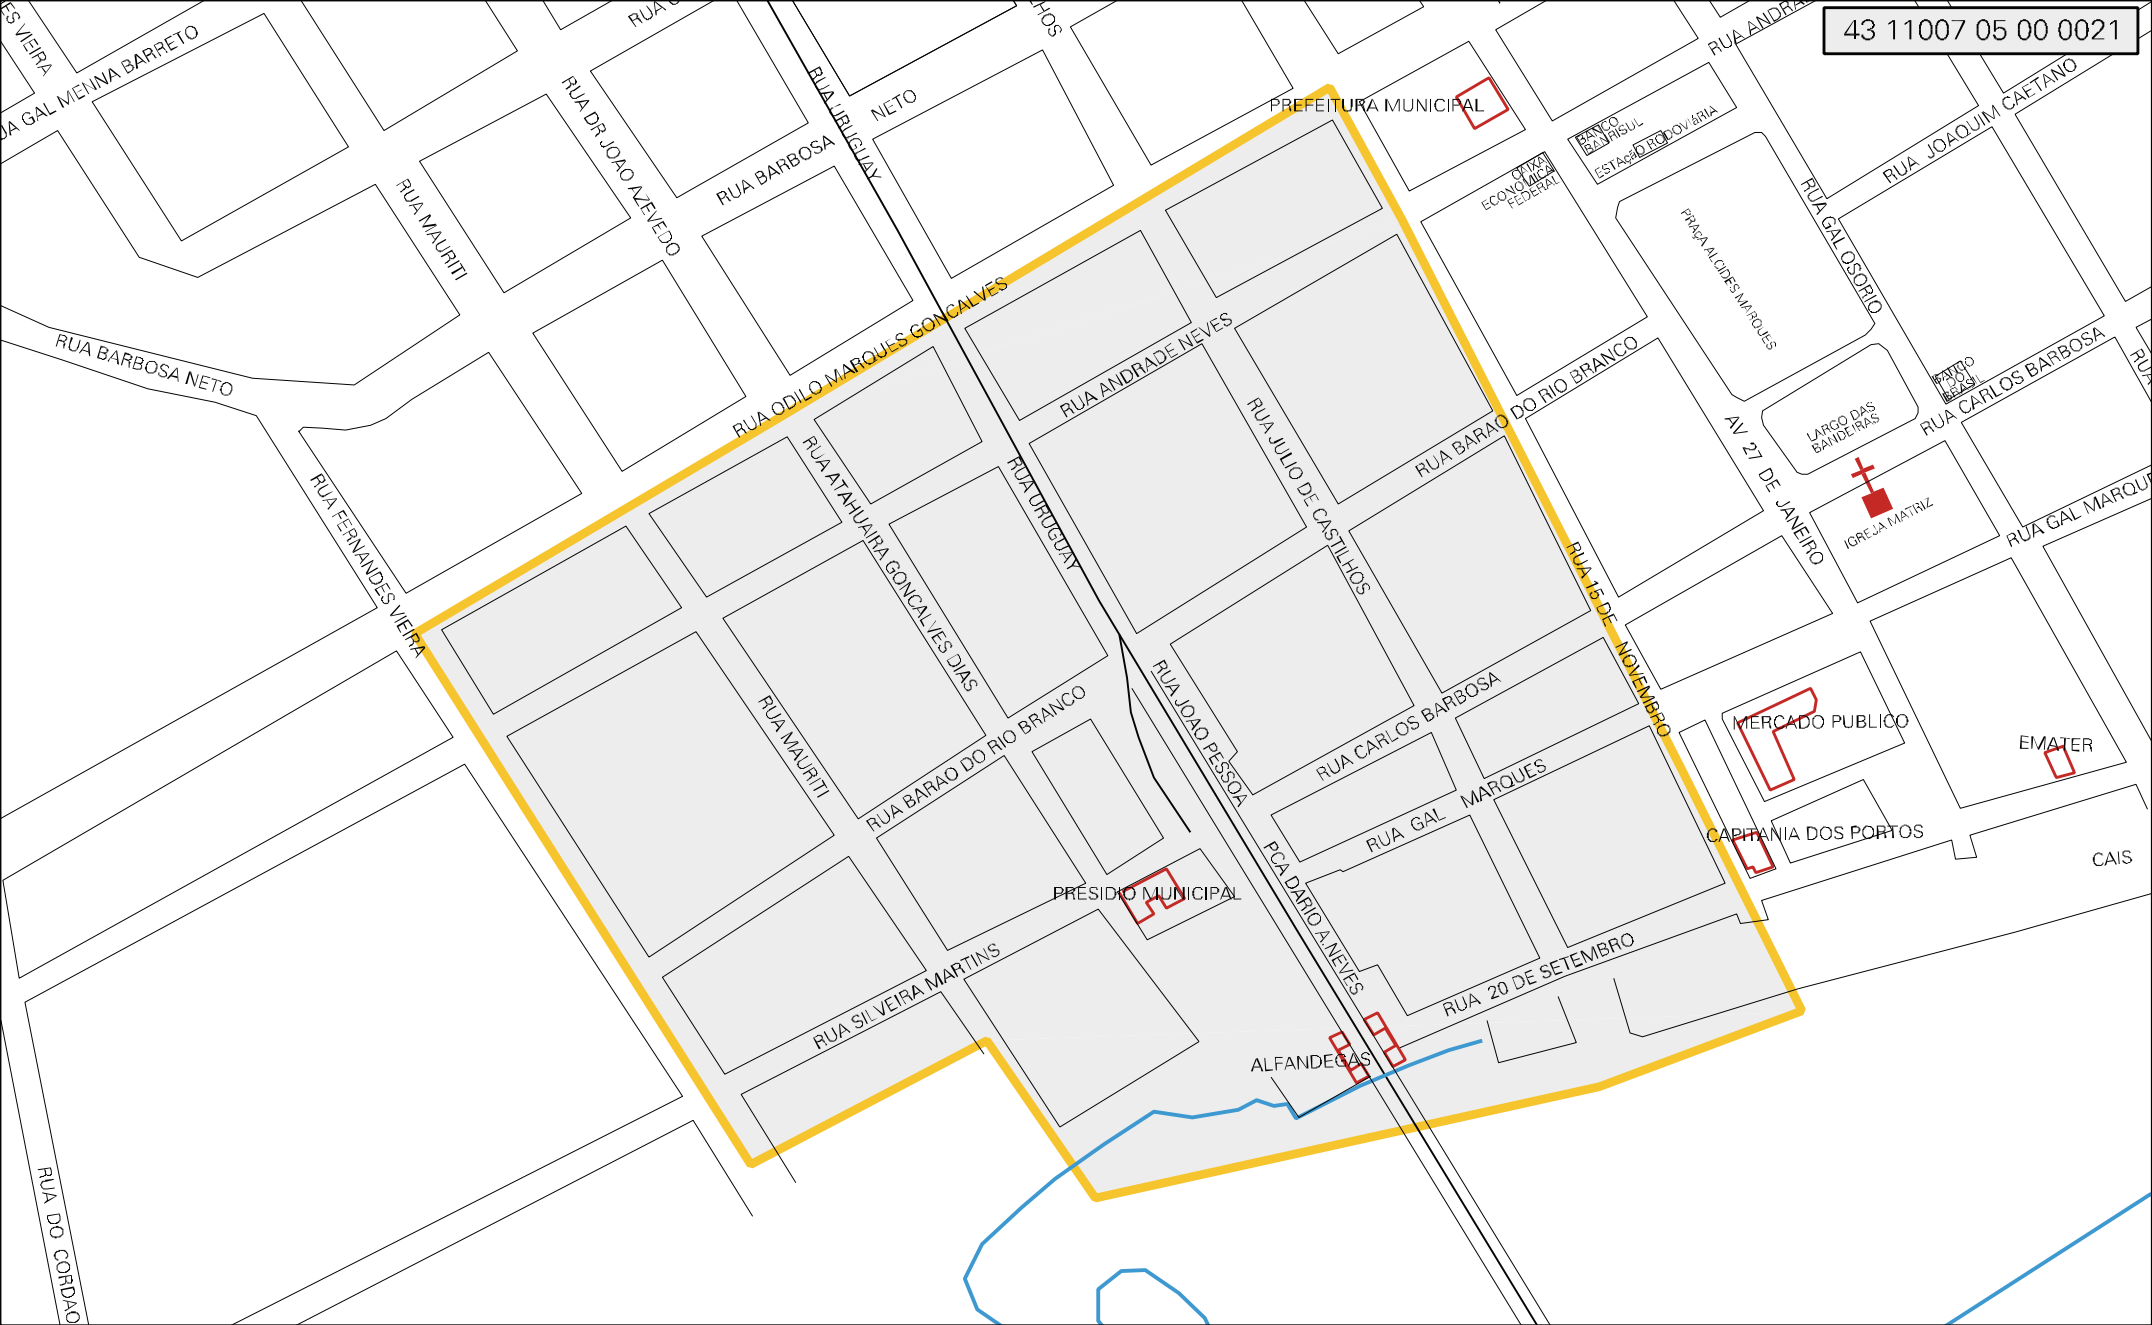 43 11007 05 00 0021
ES VIEIRA
RUA GAL MENNA BARRETO
RUA DR JOAO AZEVEDO
RUA URUGUAY
RUA BARBOSA NETO
RUA MAURITI
PREFEITURA MUNICIPAL
BANCO
BANRISUL
ESTAçãO RODOVIáRIA
CAIXA
ECONOMICA
FEDERAL
RUA JOAQUIM CAETANO
RUA GAL OSORIO
PRAçA ALCIDES MARQUES
RUA BARBOSA NETO
RUA ODILO MARQUES GONCALVES
RUA ANDRADE NEVES
RUA BARAO DO RIO BRANCO
BANCO
DO
BRASIL
RUA CARLOS BARBOSA
LARGO DAS
BANDEIRAS
AV 27 DE JANEIRO
IGREJA MATRIZ
RUA GAL MARQUE
RUA FERNANDES VIEIRA
RUA ATAHUAIRA GONCALVES DIAS
RUA URUGUAY
RUA JULIO DE CASTILHOS
RUA 15 DE NOVEMBRO
RUA MAURITI
RUA BARAO DO RIO BRANCO
RUA JOAO PESSOA
RUA CARLOS BARBOSA
RUA GAL MARQUES
MERCADO PUBLICO
EMATER
CAPITANIA DOS PORTOS
CAIS
PRESIDIO MUNICIPAL
PCA DARIO A.NEVES
RUA SILVEIRA MARTINS
RUA 20 DE SETEMBRO
ALFANDEGAS
RUA DO CORDAO